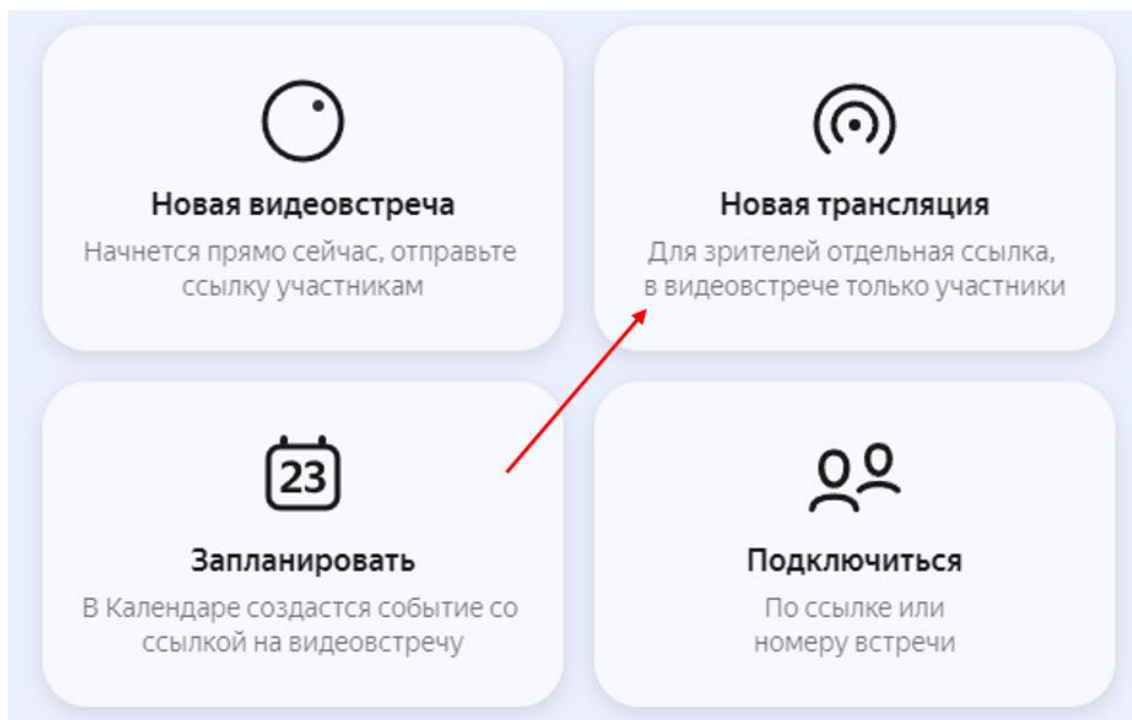 Новая видеовстреча
Начнется прямо сейчас, отправьте
ссылку участникам
Новая трансляция
Для зрителей отдельная ссылка,
в видеовстрече только участники
23
Запланировать
В Календаре создастся событие со
ссылкой на видеовстречу
Подключиться
По ссылке или
номеру встречи